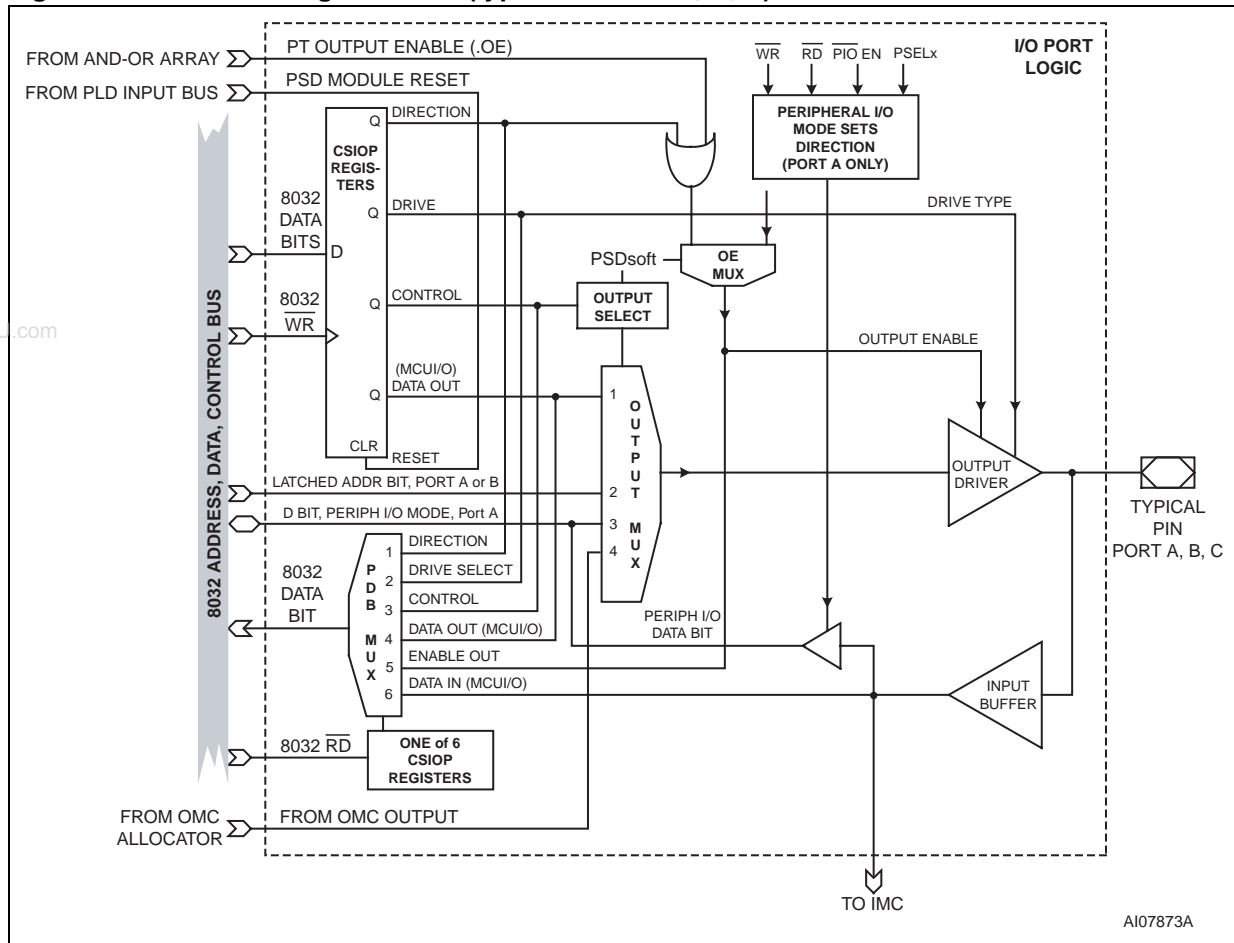 FROM AND-OR ARRAY
PT OUTPUT ENABLE (.OE)
FROM PLD INPUT BUS
PSD MODULE RESET
WR RD PIO EN PSELx
I/O PORT
LOGIC
PERIPHERAL I/O
MODE SETS
DIRECTION
(PORT A ONLY)
Q DIRECTION
CSIOP
REGIS-
TERS
8032
DATA
BITS
D
Q DRIVE
DRIVE TYPE
PSDsoft
OE
MUX
8032
WR
Q CONTROL
OUTPUT
SELECT
OUTPUT ENABLE
(MCUI/O)
Q DATA OUT
CLR
RESET
8032 ADDRESS, DATA, CONTROL BUS
1
2
3
4
OUTPUT MUX
OUTPUT
DRIVER
TYPICAL
PIN
PORT A, B, C
LATCHED ADDR BIT, PORT A or B
D BIT, PERIPH I/O MODE, Port A
8032
DATA
BIT
PDB MUX
1 DIRECTION
2 DRIVE SELECT
3 CONTROL
4 DATA OUT (MCUI/O)
5 ENABLE OUT
6 DATA IN (MCUI/O)
PERIPH I/O
DATA BIT
INPUT
BUFFER
8032 RD
ONE of 6
CSIOP
REGISTERS
FROM OMC
ALLOCATOR
FROM OMC OUTPUT
TO IMC
AI07873A